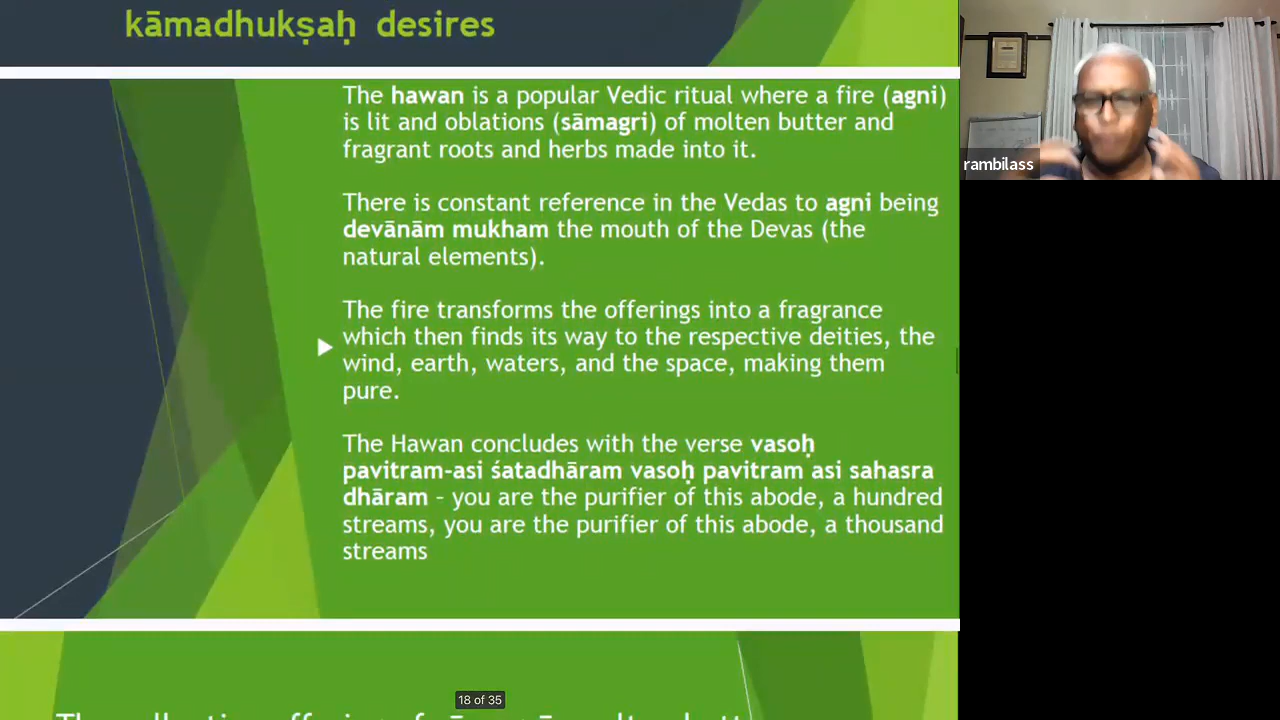 kāmadhukṣaḥ desires
The hawan is a popular Vedic ritual where a fire (agni)
is lit and oblations (sāmagri) of molten butter and
fragrant roots and herbs made into it.
There is constant reference in the Vedas to agni being
devānām mukham the mouth of the Devas (the
natural elements).
The fire transforms the offerings into a fragrance
which then finds its way to the respective deities, the
wind, earth, waters, and the space, making them
pure.
The Hawan concludes with the verse vasoḥ
pavitram-asi śatadhāram vasoḥ pavitram asi sahasra
dhāram – you are the purifier of this abode, a hundred
streams, you are the purifier of this abode, a thousand
streams
18 of 35
rambilass